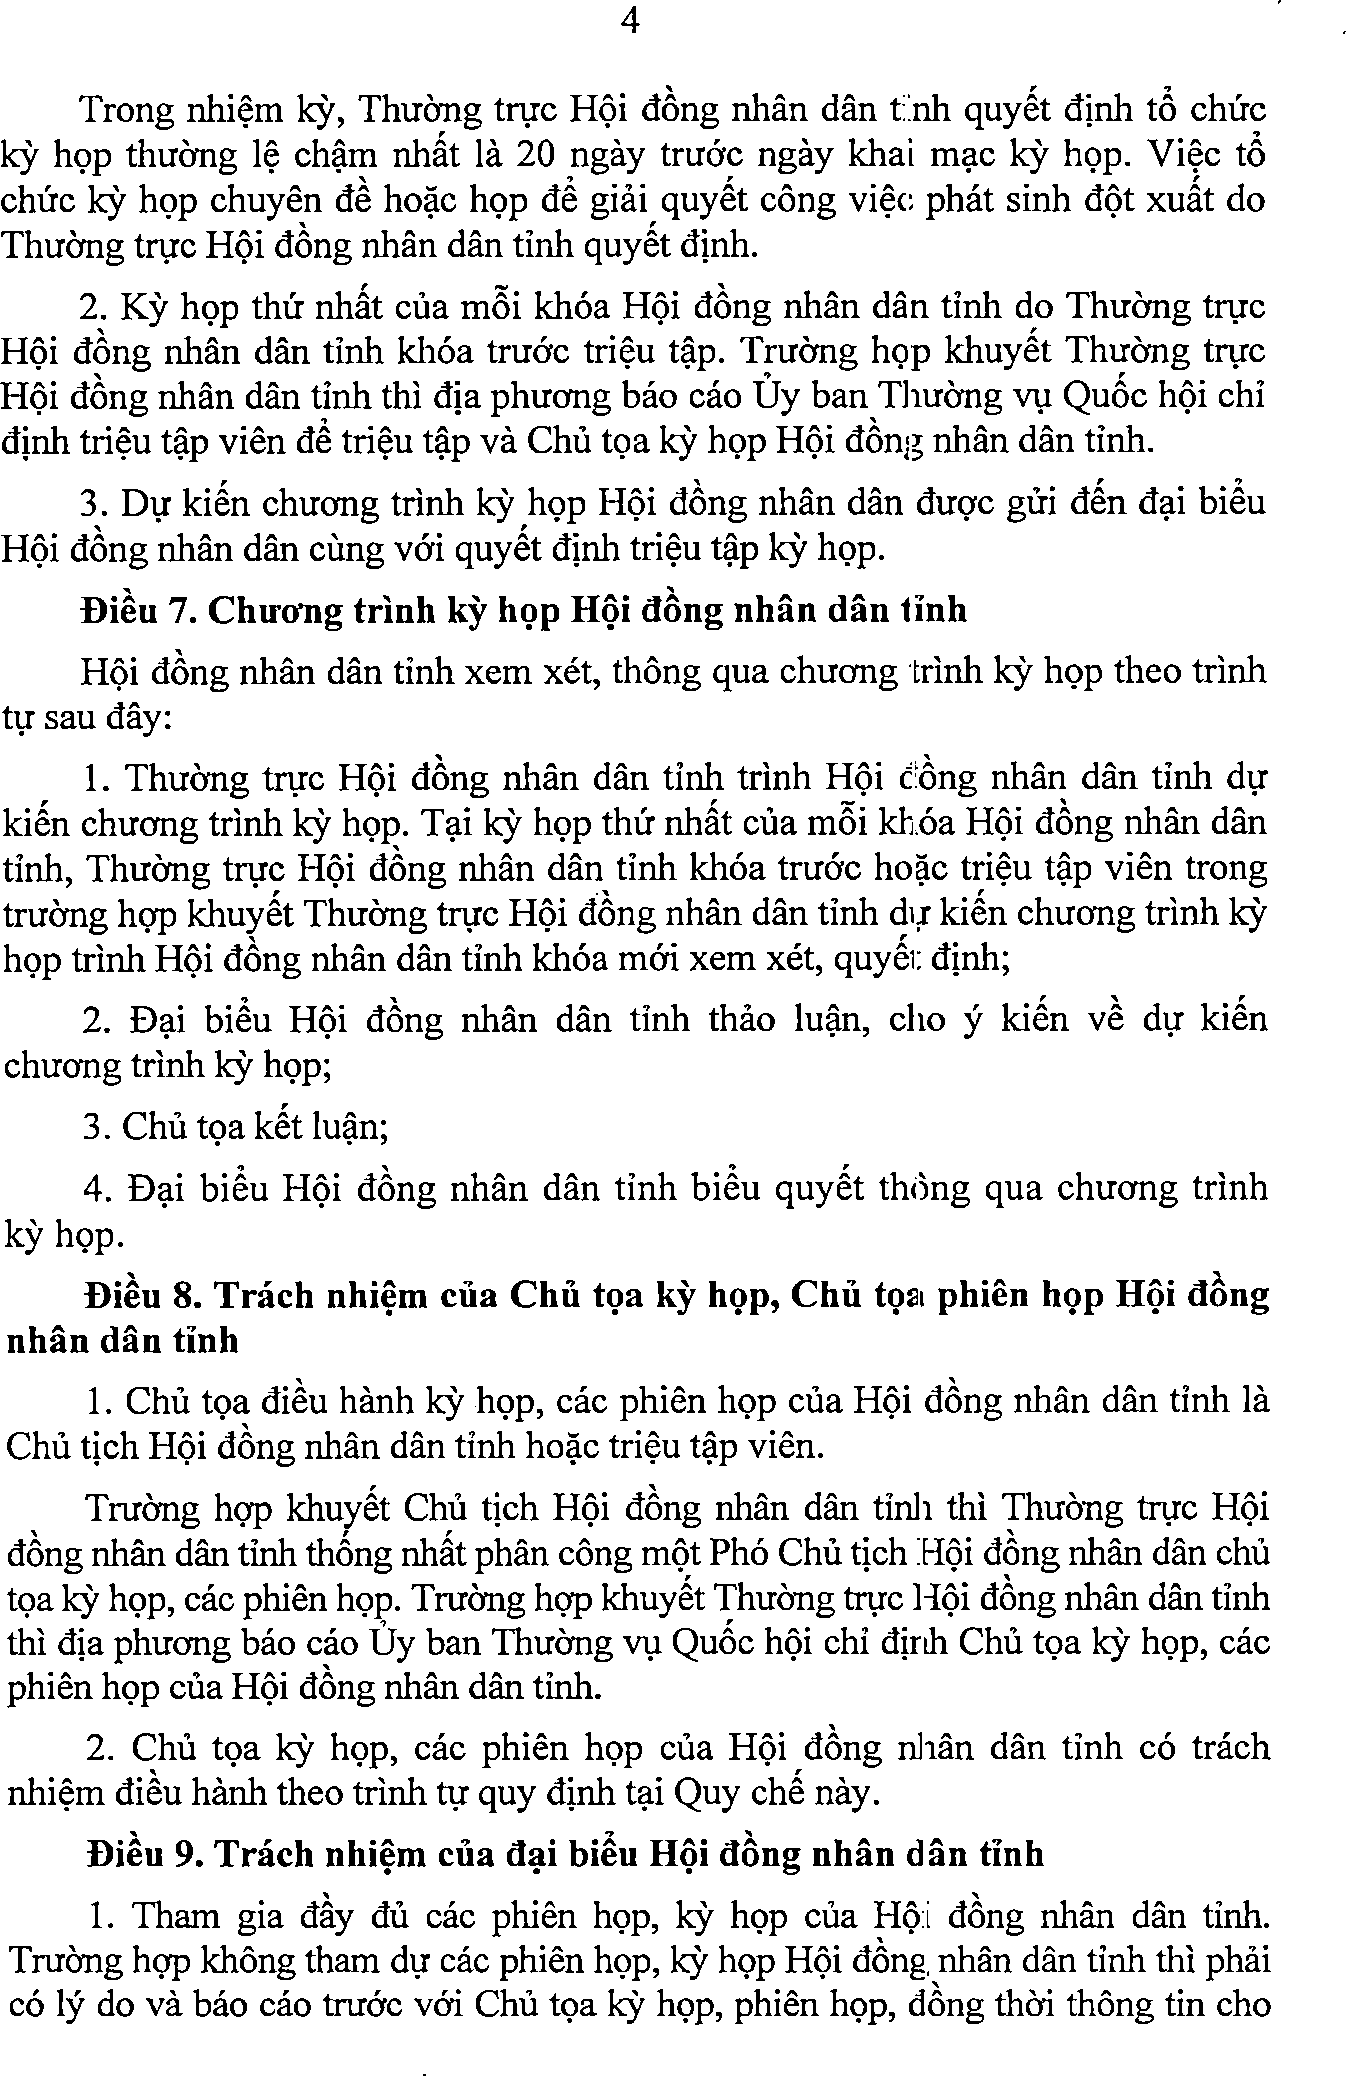 4
Trong nhiệm kỳ, Thường trực Hội đồng nhân dân tỉnh quyết định tổ chức
kỳ họp thường lệ chậm nhất là 20 ngày trước ngày khai mạc kỳ họp. Việc tổ
chức kỳ họp chuyên đề hoặc họp để giải quyết công việc phát sinh đột xuất do
Thường trực Hội đồng nhân dân tỉnh quyết định.
2. Kỳ họp thứ nhất của mỗi khóa Hội đồng nhân dân tỉnh do Thường trực
Hội đồng nhân dân tỉnh khóa trước triệu tập. Trường họp khuyết Thường trực
Hội đồng nhân dân tỉnh thì địa phương báo cáo Ủy ban Thường vụ Quốc hội chỉ
định triệu tập viên để triệu tập và Chủ tọa kỳ họp Hội đồng nhân dân tỉnh.
3. Dự kiến chương trình kỳ họp Hội đồng nhân dân được gửi đến đại biểu
Hội đồng nhân dân cùng với quyết định triệu tập kỳ họp.
Điều 7. Chương trình kỳ họp Hội đồng nhân dân tỉnh
Hội đồng nhân dân tỉnh xem xét, thông qua chương trình kỳ họp theo trình
tự sau đây:
1. Thường trực Hội đồng nhân dân tỉnh trình Hội đồng nhân dân tỉnh dự
kiến chương trình kỳ họp. Tại kỳ họp thứ nhất của mỗi khóa Hội đồng nhân dân
tỉnh, Thường trực Hội đồng nhân dân tỉnh khóa trước hoặc triệu tập viên trong
trường hợp khuyết Thường trực Hội đồng nhân dân tỉnh dự kiến chương trình kỳ
họp trình Hội đồng nhân dân tỉnh khóa mới xem xét, quyết định;
2. Đại biểu Hội đồng nhân dân tỉnh thảo luận, cho ý kiến về dự kiến
chương trình kỳ họp;
3. Chủ tọa kết luận;
4. Đại biểu Hội đồng nhân dân tỉnh biểu quyết thông qua chương trình
kỳ họp.
Điều 8. Trách nhiệm của Chủ tọa kỳ họp, Chủ tọa phiên họp Hội đồng
nhân dân tỉnh
1. Chủ tọa điều hành kỳ họp, các phiên họp của Hội đồng nhân dân tỉnh là
Chủ tịch Hội đồng nhân dân tỉnh hoặc triệu tập viên.
Trường hợp khuyết Chủ tịch Hội đồng nhân dân tỉnh thì Thường trực Hội
đồng nhân dân tỉnh thống nhất phân công một Phó Chủ tịch Hội đồng nhân dân chủ
tọa kỳ họp, các phiên họp. Trường hợp khuyết Thường trực Hội đồng nhân dân tỉnh
thì địa phương báo cáo Ủy ban Thường vụ Quốc hội chỉ định Chủ tọa kỳ họp, các
phiên họp của Hội đồng nhân dân tỉnh.
2. Chủ tọa kỳ họp, các phiên họp của Hội đồng nhân dân tỉnh có trách
nhiệm điều hành theo trình tự quy định tại Quy chế này.
Điều 9. Trách nhiệm của đại biểu Hội đồng nhân dân tỉnh
1. Tham gia đầy đủ các phiên họp, kỳ họp của Hội đồng nhân dân tỉnh.
Trường hợp không tham dự các phiên họp, kỳ họp Hội đồng nhân dân tỉnh thì phải
có lý do và báo cáo trước với Chủ tọa kỳ họp, phiên họp, đồng thời thông tin cho